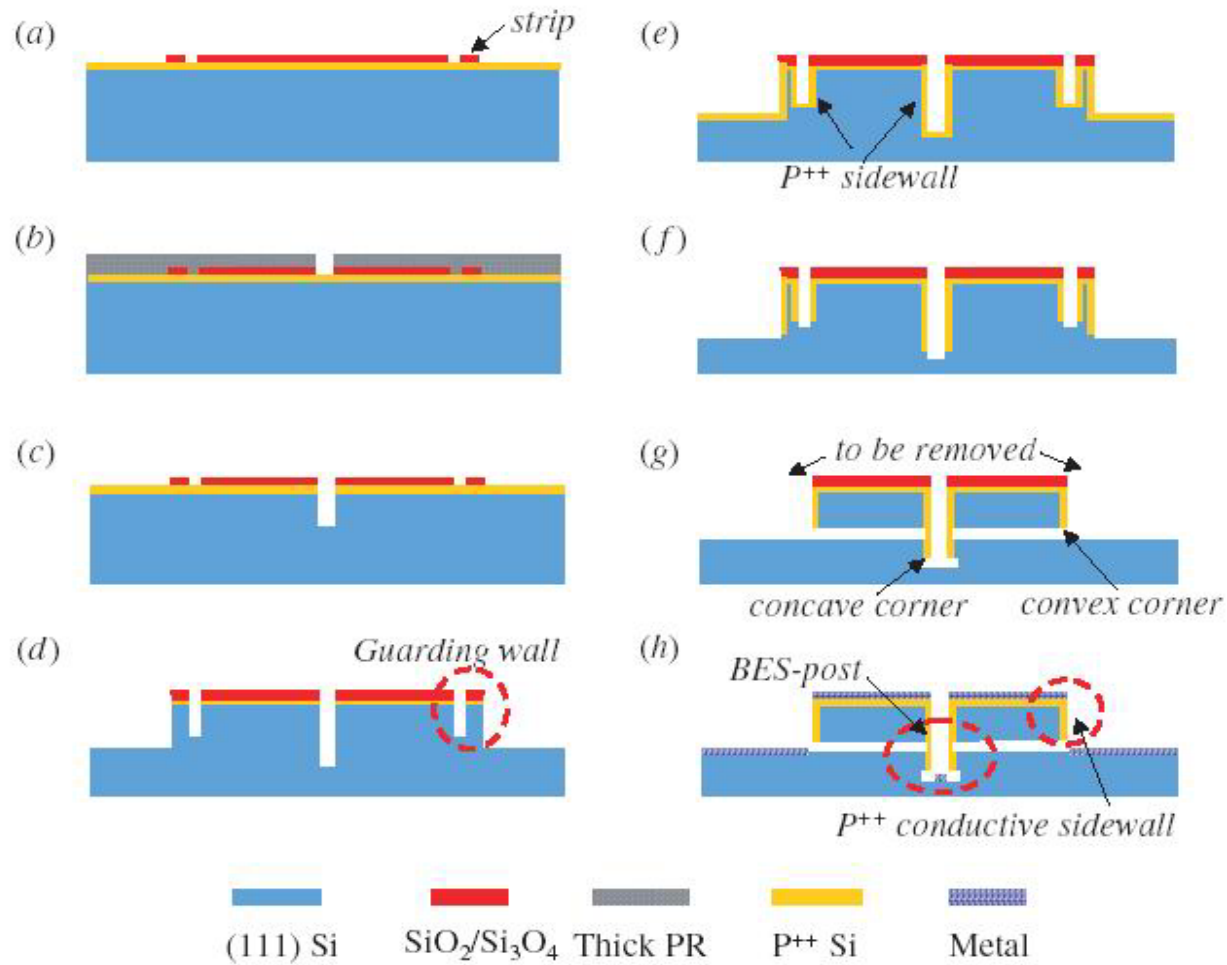 (a)
strip
(b)
(c)
(d)
Guarding wall
(e)
P++ sidewall
(f)
(g)
to be removed
concave corner
convex corner
(h)
BES-post
P++ conductive sidewall
(111) Si
SiO2/Si3O4
Thick PR
P++ Si
Metal